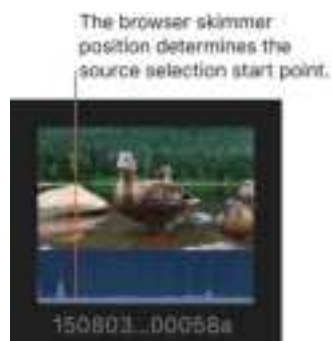 The browser skimmer
position determines the
source selection start point.
150803...00058a